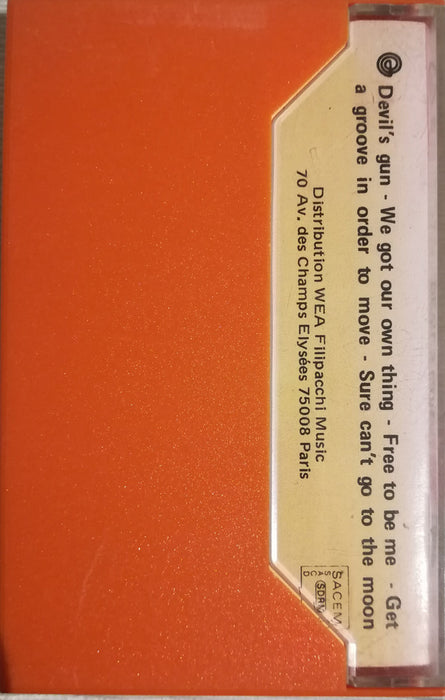 Devil's gun - We got our own thing - Free to be me - Get
a groove in order to move - Sure can't go to the moon
Distribution WEA Filipacchi Music
70 Av. des Champs Elysées 75008 Paris
SACEM
SACD SDRM